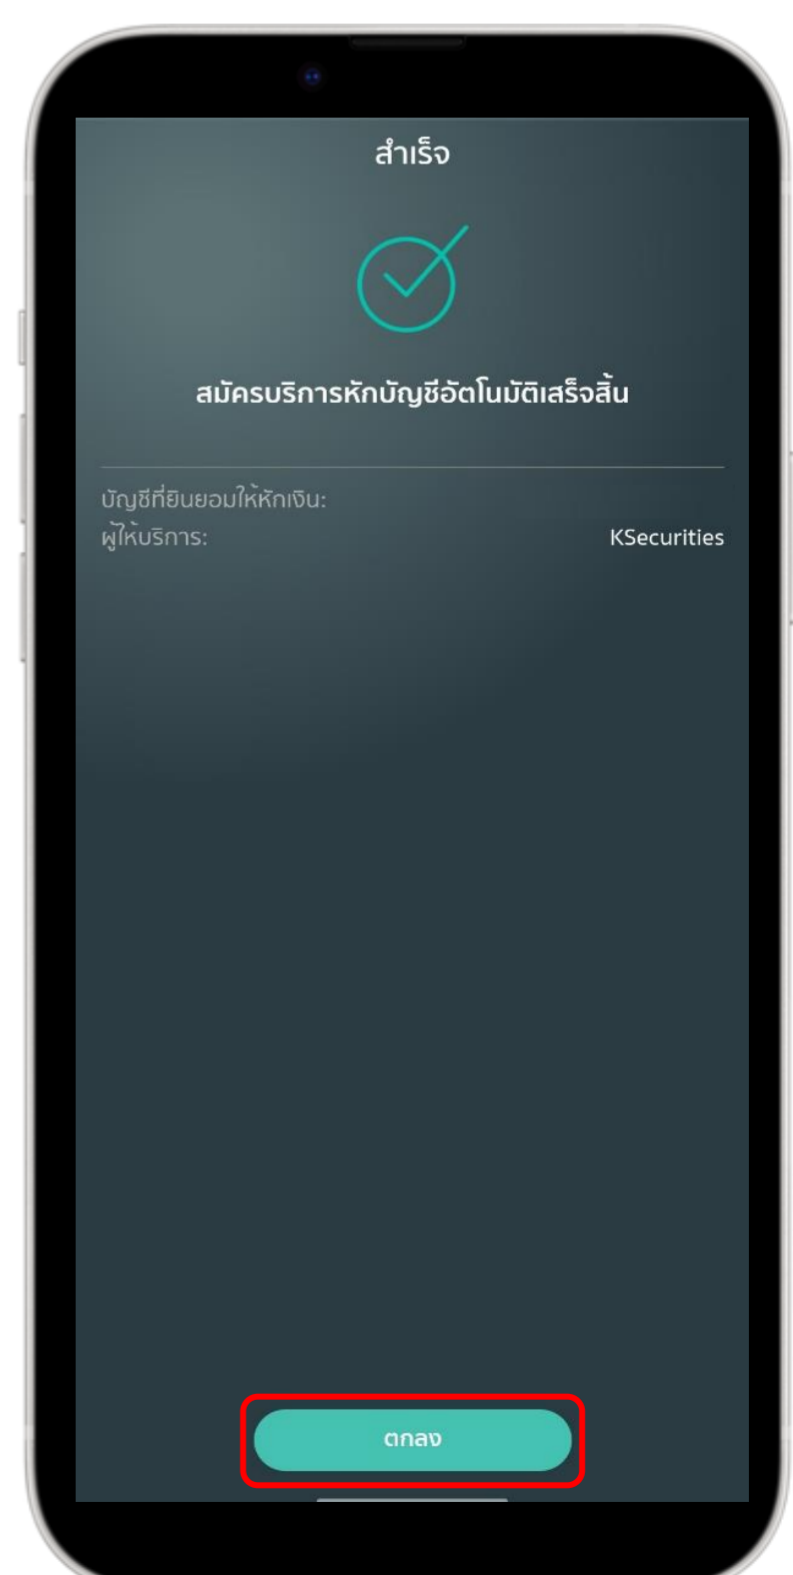 สำเร็จ
สมัครบริการหักบัญชีอัตโนมัติเสร็จสิ้น
บัญชีที่ยินยอมให้หักเงิน:
ผู้ให้บริการ: KSecurities
ตกลง